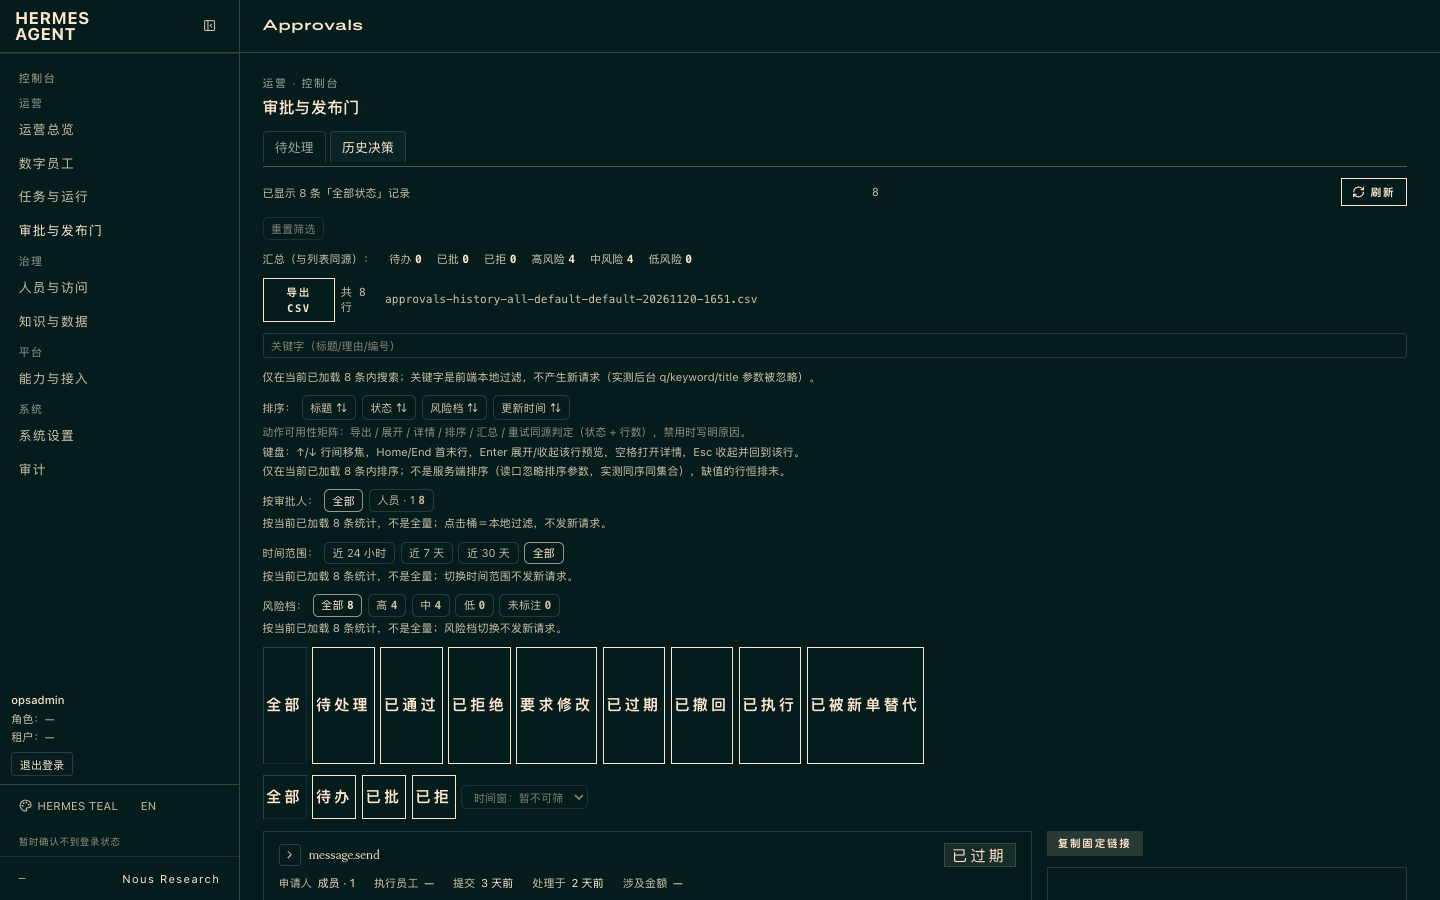 HERMES
AGENT
Approvals
控制台
运营
运营总览
数字员工
任务与运行
审批与发布门
治理
人员与访问
知识与数据
平台
能力与接入
系统
系统设置
审计
opsadmin
角色：—
租户：—
退出登录
HERMES TEAL EN
暂时确认不到登录状态
— Nous Research
运营 · 控制台
审批与发布门
待处理 历史决策
已显示 8 条「全部状态」记录 8 刷新
重置筛选
汇总（与列表同源）： 待办 0 已批 0 已拒 0 高风险 4 中风险 4 低风险 0
导出
CSV
共 8
行
approvals-history-all-default-default-20261120-1651.csv
关键字（标题/理由/编号）
仅在当前已加载 8 条内搜索；关键字是前端本地过滤，不产生新请求（实测后台 q/keyword/title 参数被忽略）。
排序： 标题 ⇅ 状态 ⇅ 风险档 ⇅ 更新时间 ⇅
动作可用性矩阵：导出 / 展开 / 详情 / 排序 / 汇总 / 重试同源判定（状态 + 行数），禁用时写明原因。
键盘：↑/↓ 行间移焦，Home/End 首末行，Enter 展开/收起该行预览，空格打开详情，Esc 收起并回到该行。
仅在当前已加载 8 条内排序；不是服务端排序（读口忽略排序参数，实测同序同集合），缺值的行恒排末。
按审批人： 全部 人员 · 1 8
按当前已加载 8 条统计，不是全量；点击桶＝本地过滤，不发新请求。
时间范围： 近 24 小时 近 7 天 近 30 天 全部
按当前已加载 8 条统计，不是全量；切换时间范围不发新请求。
风险档： 全部 8 高 4 中 4 低 0 未标注 0
按当前已加载 8 条统计，不是全量；风险档切换不发新请求。
全部 待处理 已通过 已拒绝 要求修改 已过期 已撤回 已执行 已被新单替代
全部 待办 已批 已拒 时间窗：暂不可筛
message.send 已过期
申请人 成员 · 1 执行员工 — 提交 3 天前 处理于 2 天前 涉及金额 —
复制固定链接